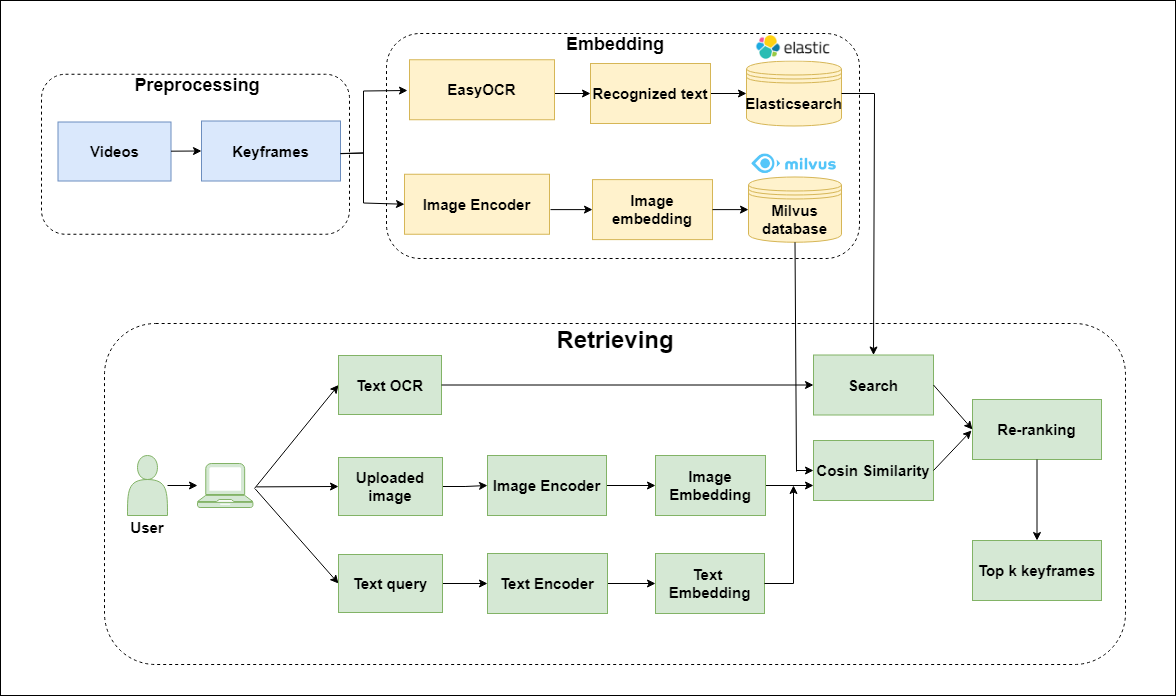 Preprocessing
Videos
Keyframes
Embedding
elastic
EasyOCR
Recognized text
Elasticsearch
milvus
Image Encoder
Image
embedding
Milvus
database
Retrieving
Text OCR
Search
Re-ranking
User
Uploaded
image
Image Encoder
Image
Embedding
Cosin Similarity
Text query
Text Encoder
Text
Embedding
Top k keyframes